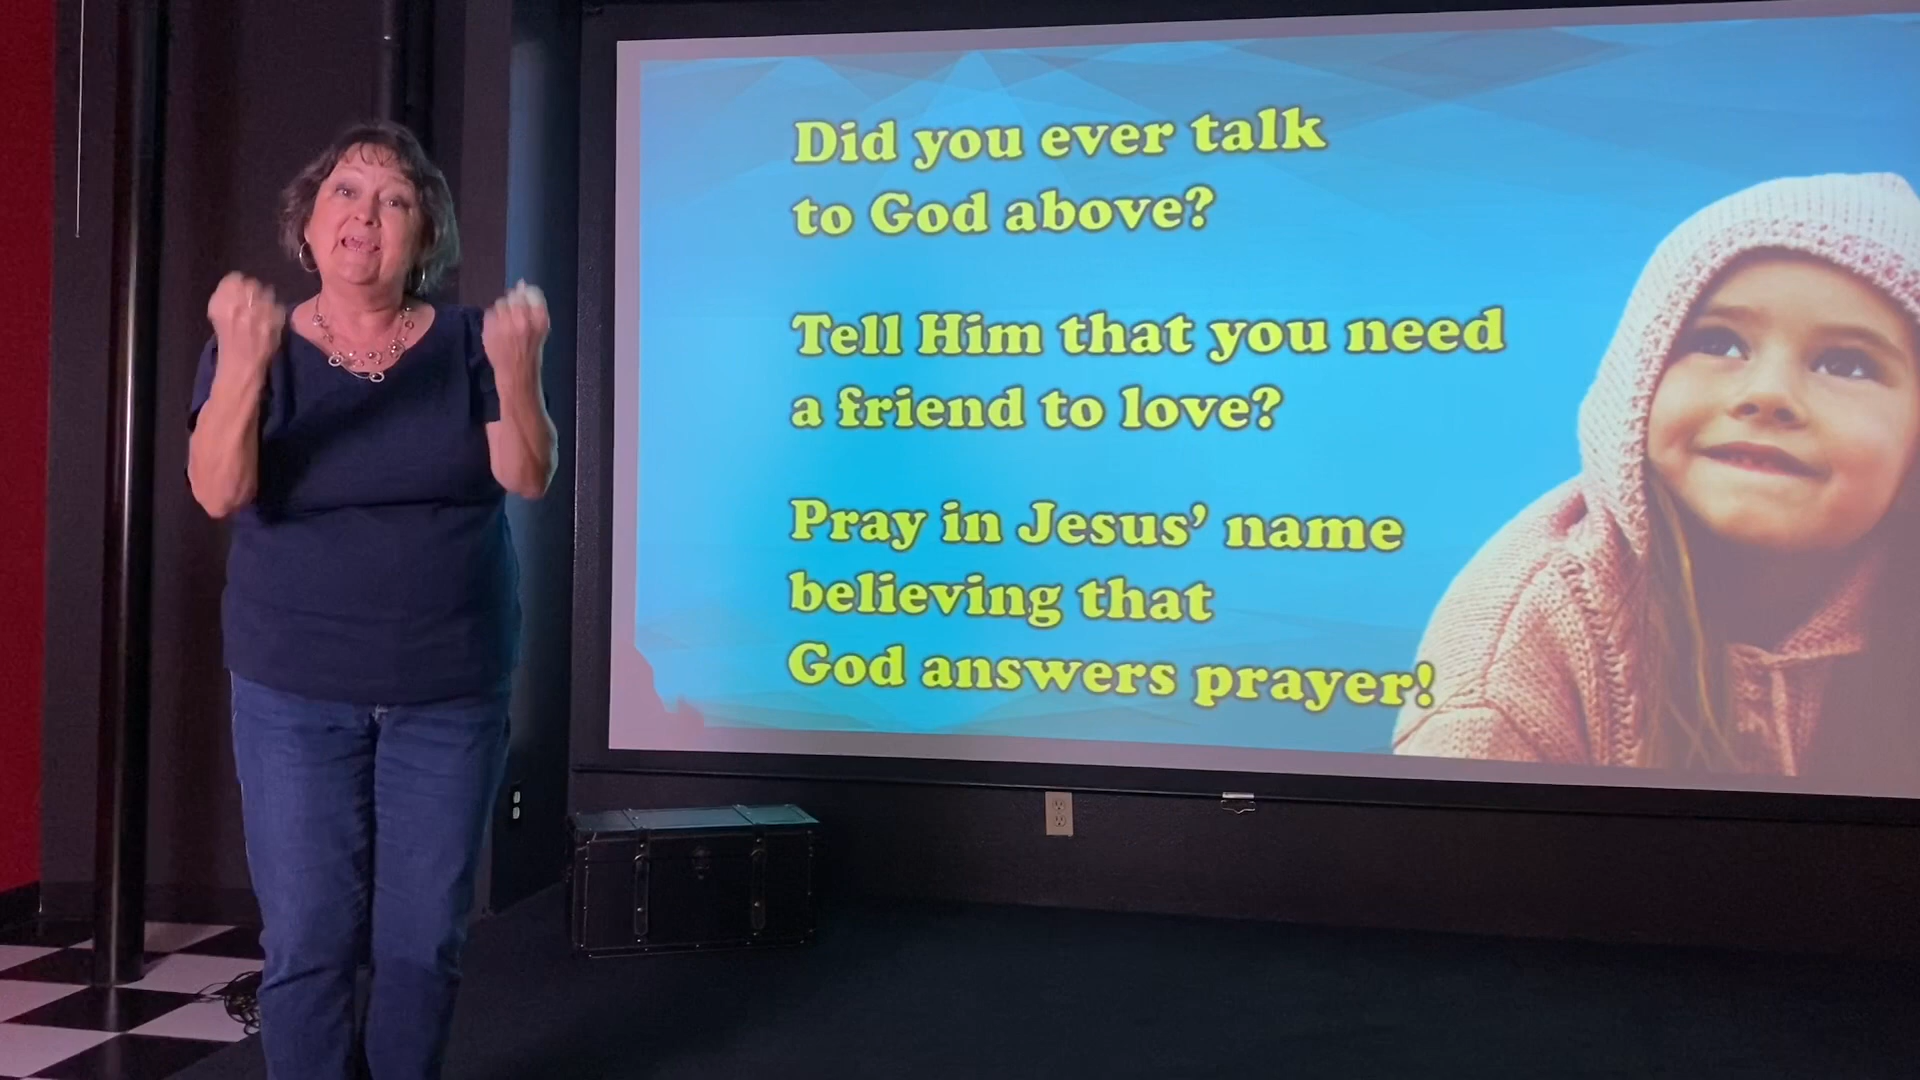 Did you ever talk
to God above?
Tell Him that you need
a friend to love?
Pray in Jesus' name
believing that
God answers prayer!